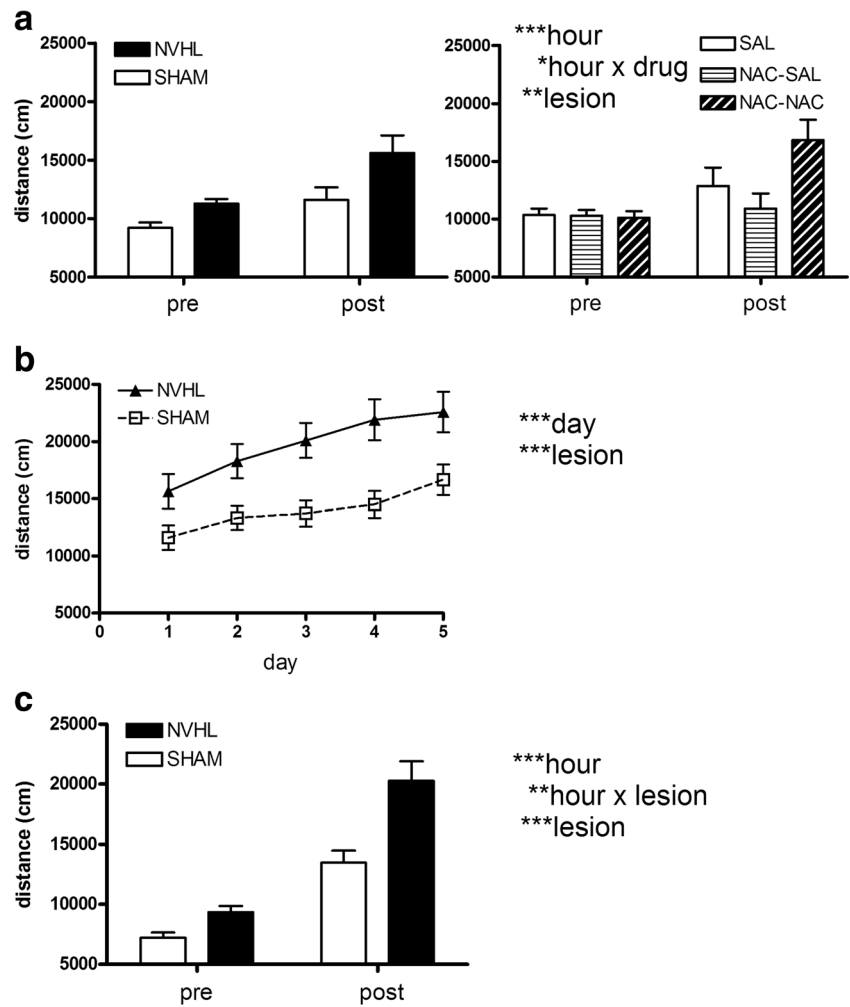 a
25000
20000
15000
10000
5000
distance (cm)
NVHL
SHAM
pre
post
25000
20000
15000
10000
5000
***hour
*hour x drug
**lesion
SAL
NAC-SAL
NAC-NAC
pre
post
b
25000
20000
15000
10000
5000
distance (cm)
NVHL
SHAM
0
1
2
3
4
5
day
***day
***lesion
c
25000
20000
15000
10000
5000
distance (cm)
NVHL
SHAM
pre
post
***hour
**hour x lesion
***lesion